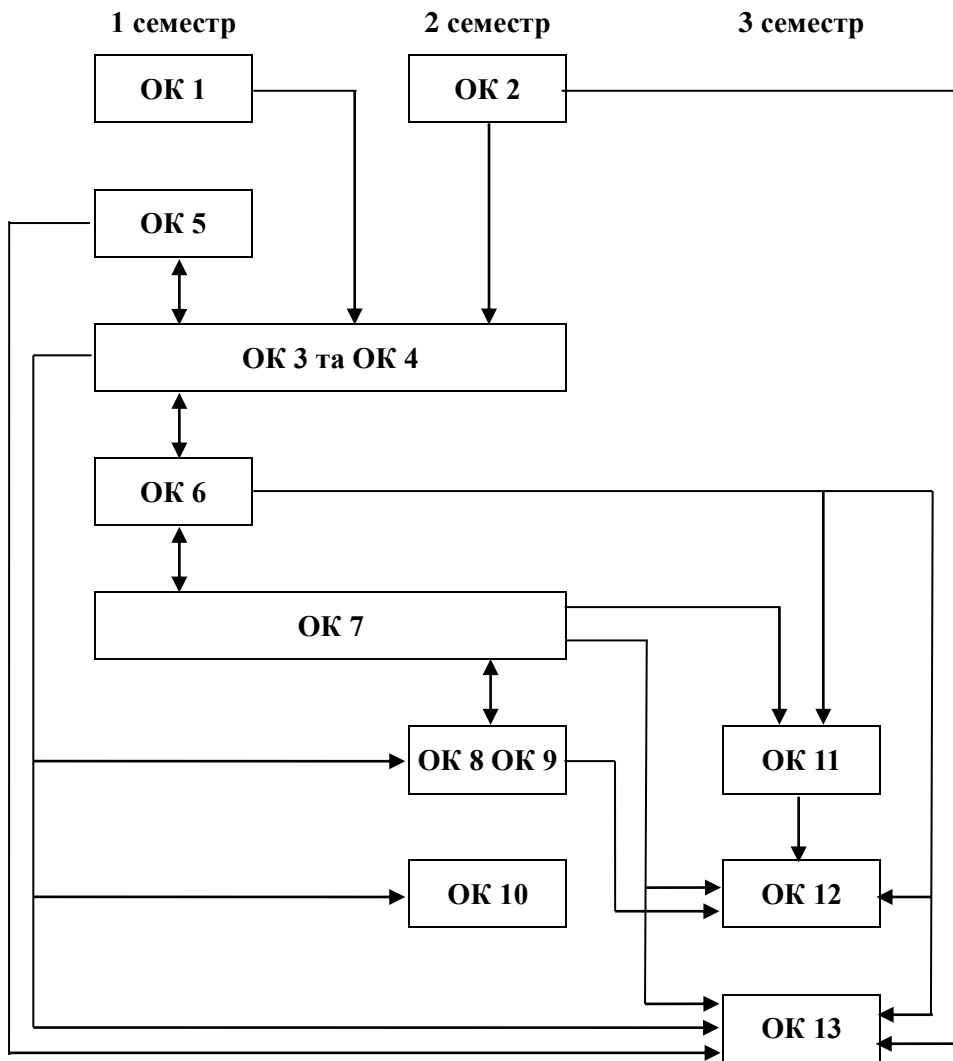 1 семестр 2 семестр 3 семестр
ОК 1 ОК 2
ОК 5
ОК 3 та ОК 4
ОК 6
ОК 7
ОК 8 ОК 9 ОК 11
ОК 10 ОК 12
ОК 13